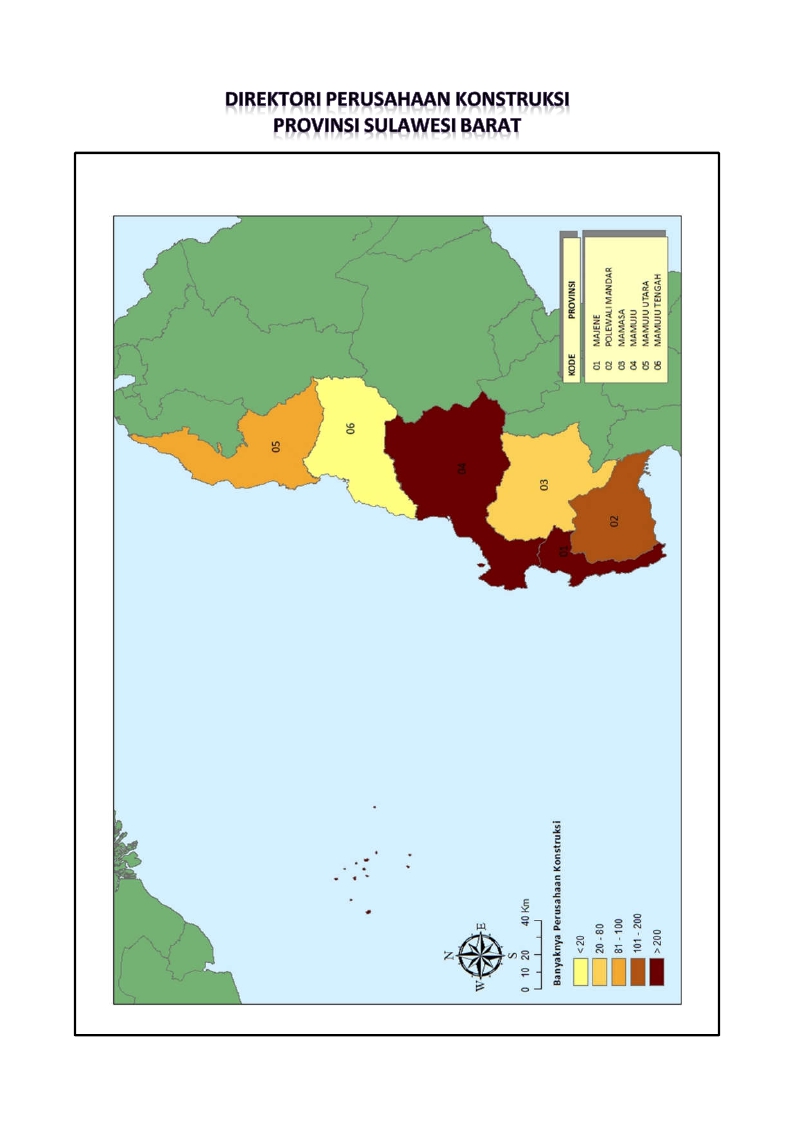 DIREKTORI PERUSAHAAN KONSTRUKSI
PROVINSI SULAWESI BARAT
KODE PROVINSI
01 MAJENE
02 POLEWALI MANDAR
03 MAMASA
04 MAMUJU
05 MAMUJU UTARA
06 MAMUJU TENGAH
05
06
04
03
02
01
N
W E
S
0 10 20 40 Km
Banyaknya Perusahaan Konstruksi
< 20
20 - 80
81 - 100
101 - 200
> 200